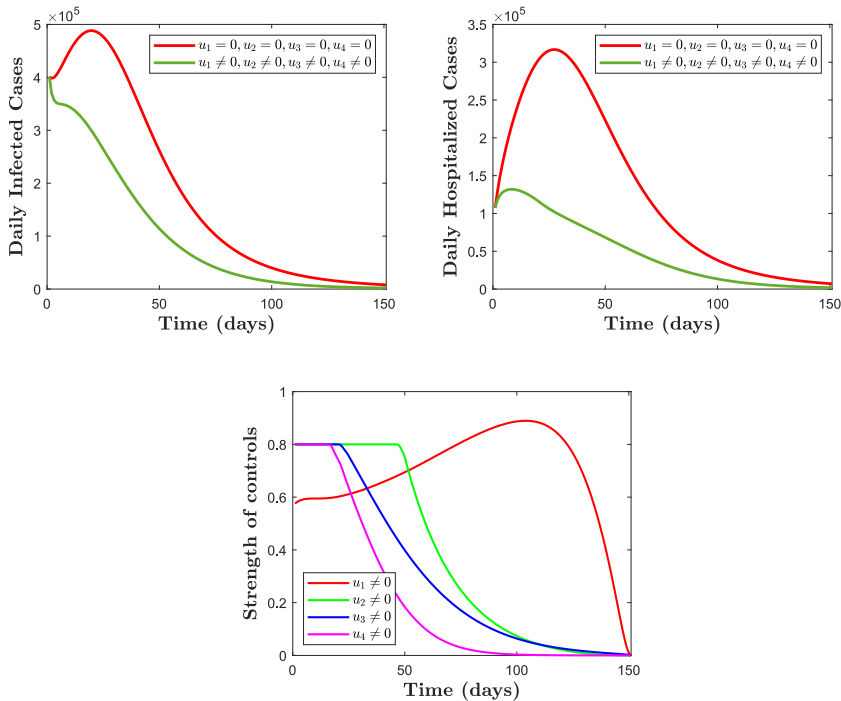 ×10⁵
5
4
3
2
1
0
0
50
100
150
Daily Infected Cases
Time (days)
u₁ = 0, u₂ = 0, u₃ = 0, u₄ = 0
u₁ ≠ 0, u₂ ≠ 0, u₃ ≠ 0, u₄ ≠ 0
×10⁵
3.5
3
2.5
2
1.5
1
0.5
0
0
50
100
150
Daily Hospitalized Cases
Time (days)
u₁ = 0, u₂ = 0, u₃ = 0, u₄ = 0
u₁ ≠ 0, u₂ ≠ 0, u₃ ≠ 0, u₄ ≠ 0
1
0.8
0.6
0.4
0.2
0
0
50
100
150
Strength of controls
Time (days)
u₁ ≠ 0
u₂ ≠ 0
u₃ ≠ 0
u₄ ≠ 0